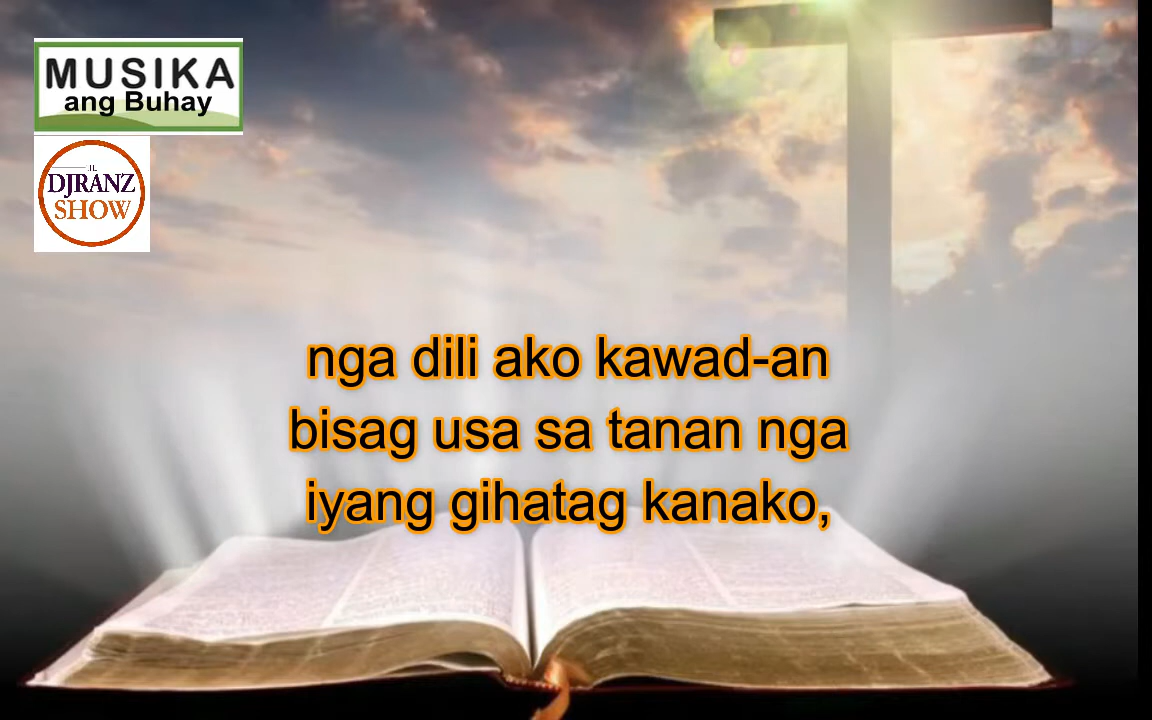 MUSIKA
ang Buhay
DJRANZ
SHOW
nga dili ako kawad-an
bisag usa sa tanan nga
iyang gihatag kanako,